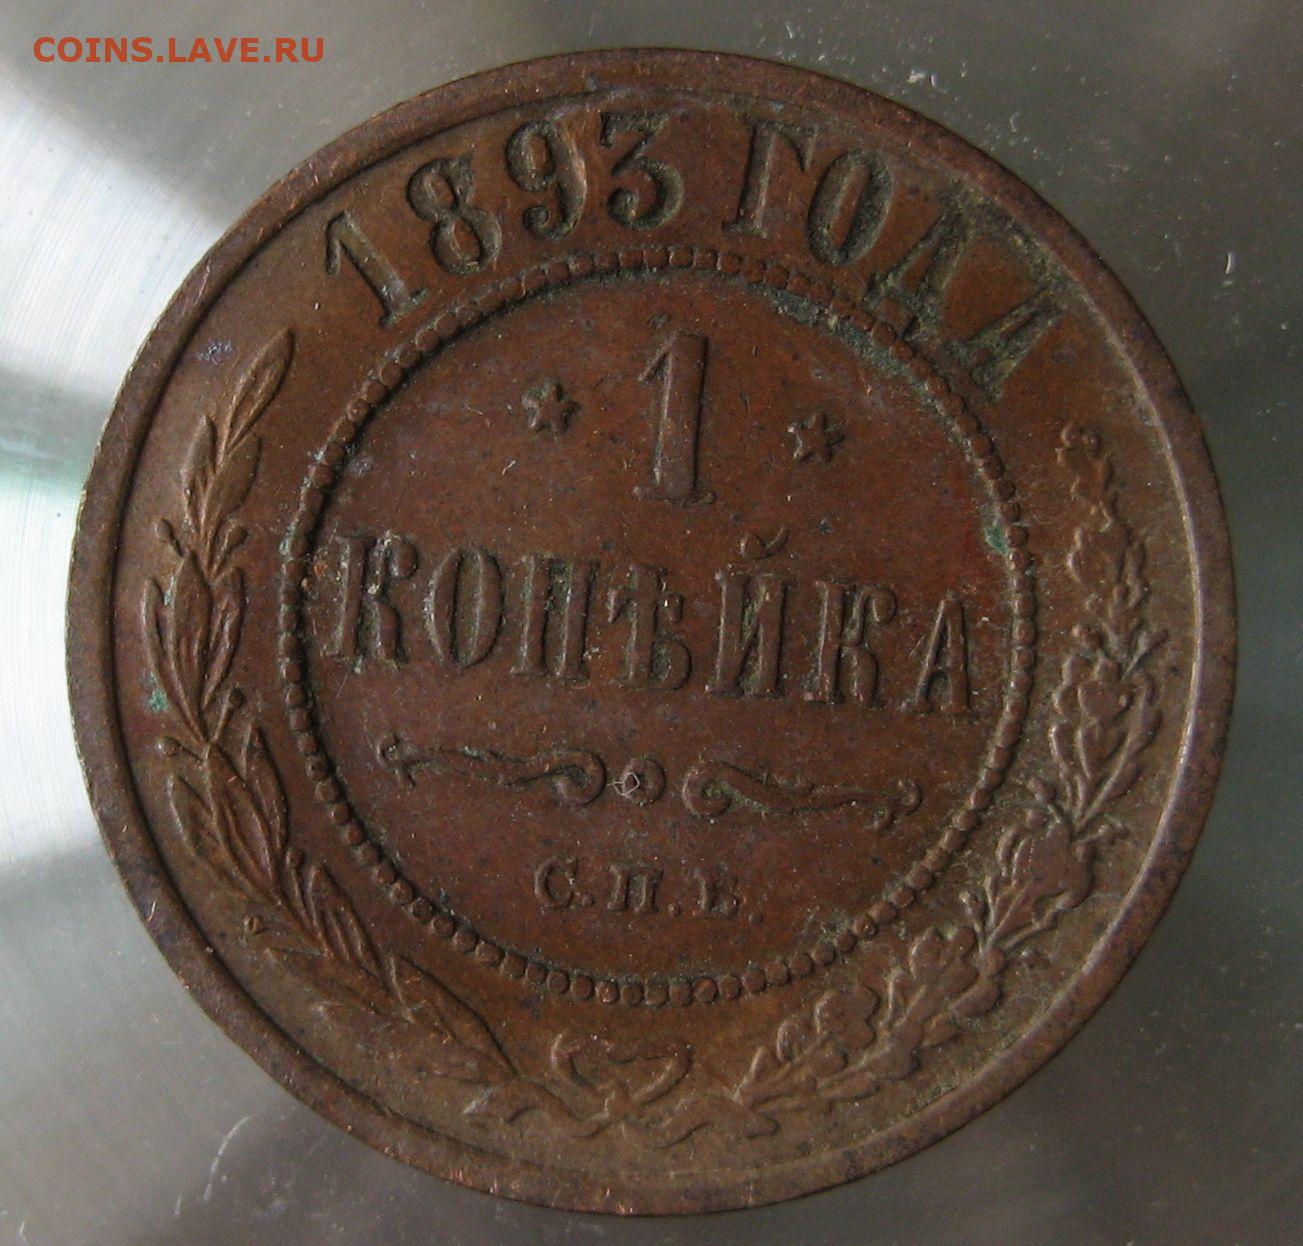 COINS.LAVE.RU
1893 ГОДА
1
КОПѢЙКА
С.П.Б.